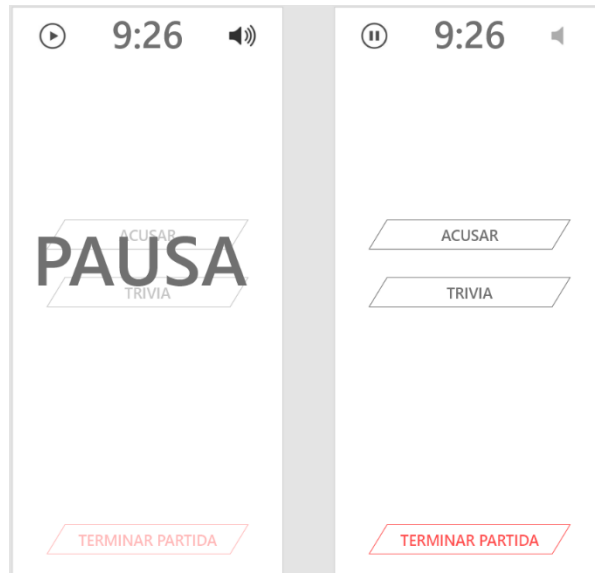 9:26
ACUSAR
PAUSA
TRIVIA
TERMINAR PARTIDA
9:26
ACUSAR
TRIVIA
TERMINAR PARTIDA